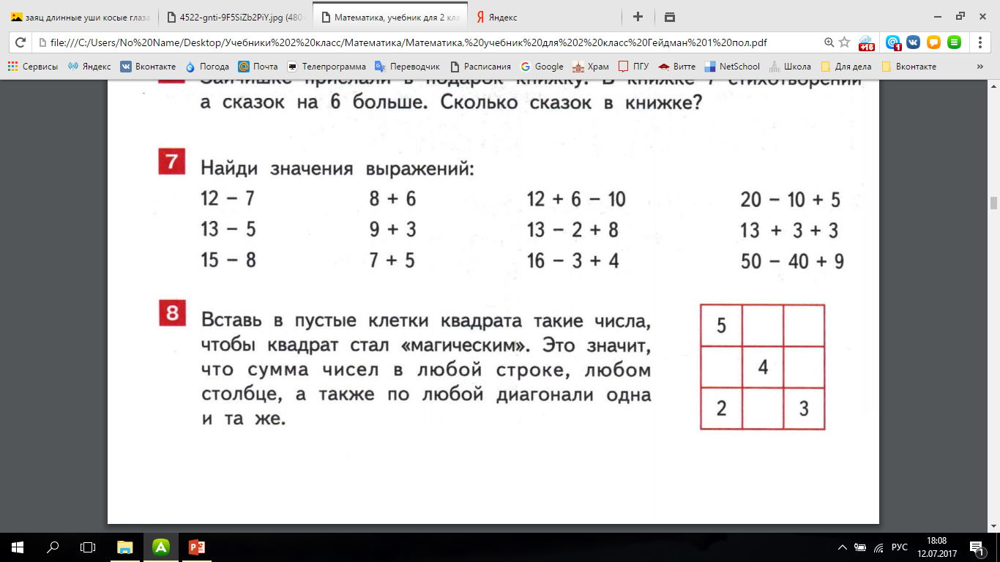 заяц длинные уши косые глаза
4522-gnti-9F5SiZb2PiY.jpg (480×
Математика, учебник для 2 кла
Яндекс
file:///C:/Users/No%20Name/Desktop/Учебники%202%20класс/Математика/Математика,%20учебник%20для%202%20класс%20Гейдман%201%20пол.pdf
+18
1
Сервисы
Яндекс
Вконтакте
Погода
Почта
Телепрограмма
Переводчик
Расписания
Google
Храм
ПГУ
Витте
NetSchool
Школа
Для дела
Вконтакте
»
Зайчишке прислали в подарок книжку. В книжке 7 стихотворений
а сказок на 6 больше. Сколько сказок в книжке?
7 Найди значения выражений:
12 – 7 8 + 6 12 + 6 – 10 20 – 10 + 5
13 – 5 9 + 3 13 – 2 + 8 13 + 3 + 3
15 – 8 7 + 5 16 – 3 + 4 50 – 40 + 9
8 Вставь в пустые клетки квадрата такие числа,
чтобы квадрат стал «магическим». Это значит,
что сумма чисел в любой строке, любом
столбце, а также по любой диагонали одна
и та же.
5
4
2 3
РУС
18:08
12.07.2017
1